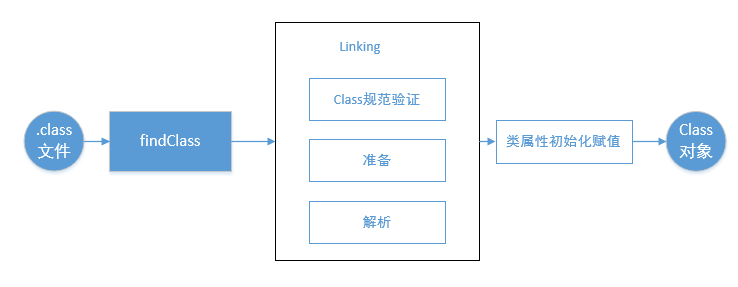 .class
文件
findClass
Linking
Class规范验证
准备
解析
类属性初始化赋值
Class
对象